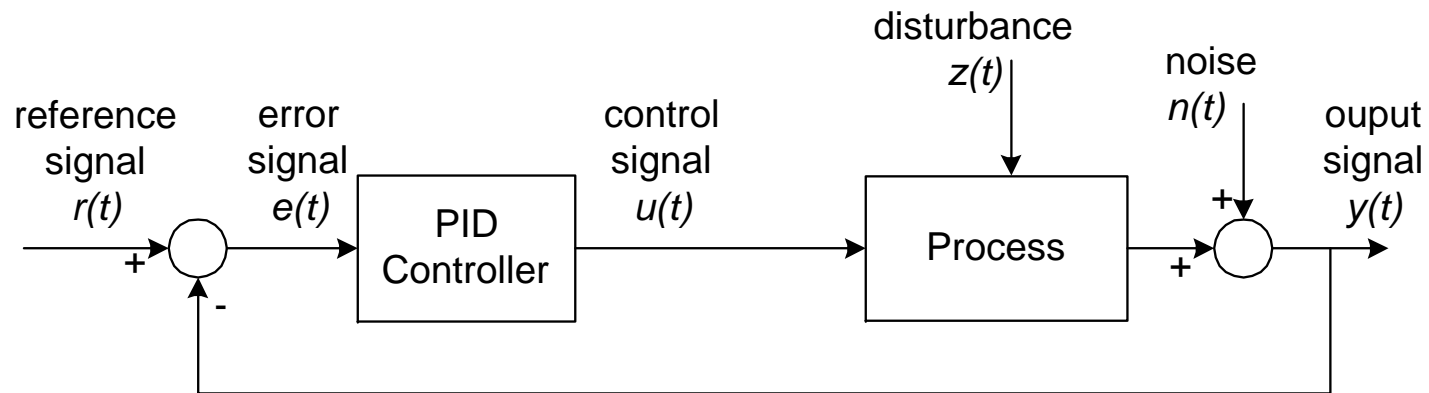 disturbance
z(t)
noise
n(t)
reference
signal
r(t)
error
signal
e(t)
control
signal
u(t)
ouput
signal
y(t)
PID
Controller
Process
+
-
+
+